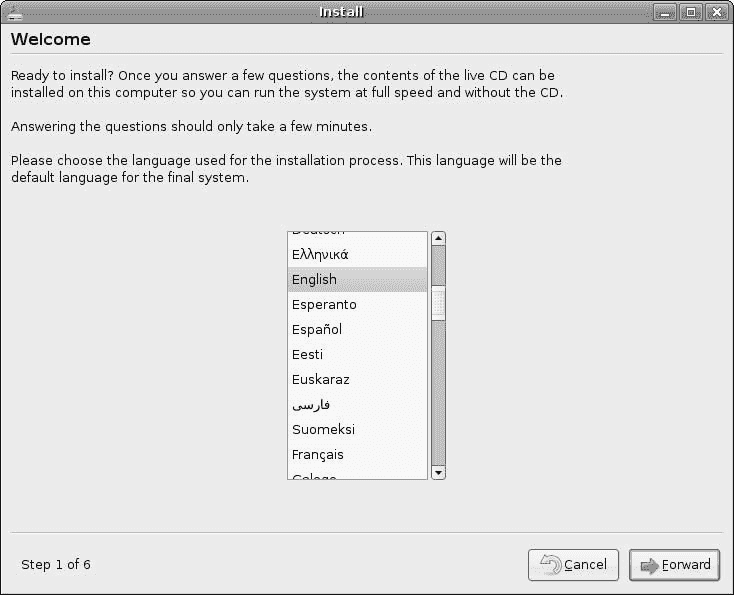 Install
Welcome
Ready to install? Once you answer a few questions, the contents of the live CD can be
installed on this computer so you can run the system at full speed and without the CD.
Answering the questions should only take a few minutes.
Please choose the language used for the installation process. This language will be the
default language for the final system.
Deutsch
Ελληνικά
English
Esperanto
Español
Eesti
Euskaraz
فارسی
Suomeksi
Français
Galego
Step 1 of 6
Cancel
Forward